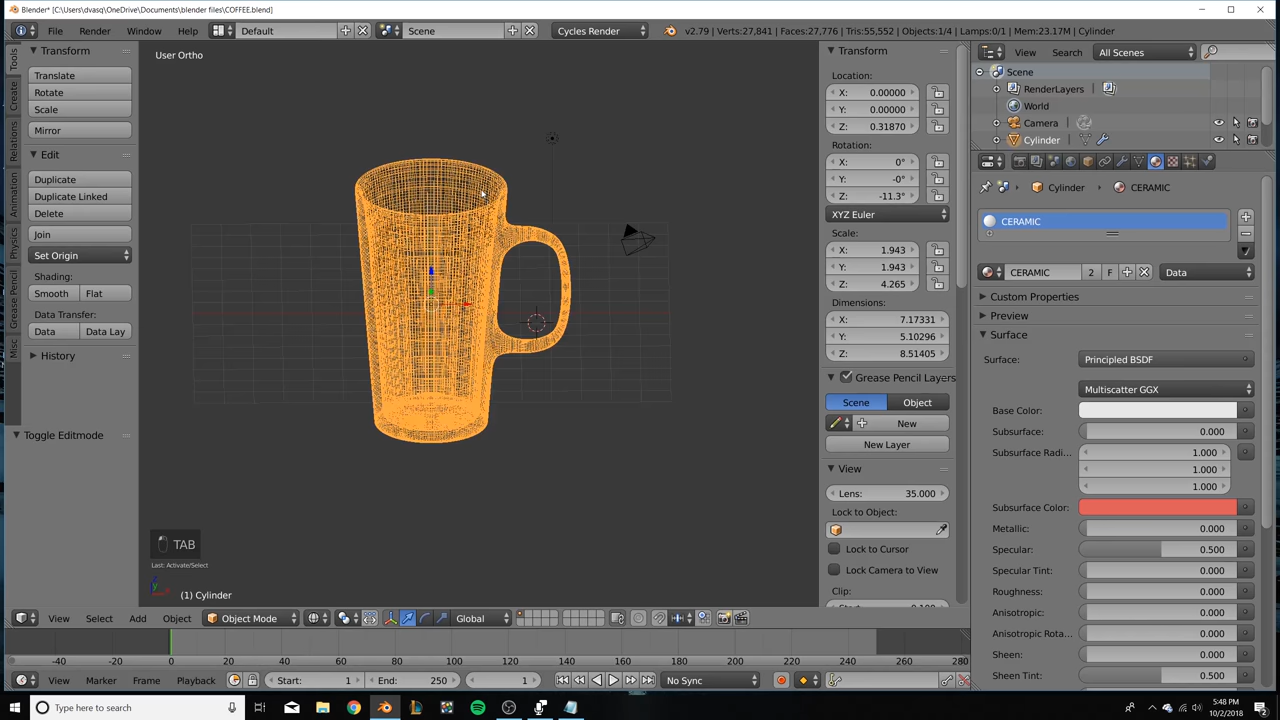 Blender* [C:\Users\dvasq\OneDrive\Documents\blender files\COFFEE.blend]
File Render Window Help Default Scene Cycles Render v2.79 | Verts:27,841 | Faces:27,776 | Tris:55,552 | Objects:1/4 | Lamps:0/1 | Mem:23.17M | Cylinder
Tools
Create
Relations
Animation
Physics
Grease Pencil
Misc
Transform
Translate
Rotate
Scale
Mirror
Edit
Duplicate
Duplicate Linked
Delete
Join
Set Origin
Shading:
Smooth Flat
Data Transfer:
Data Data Lay
History
Toggle Editmode
User Ortho
TAB
Last: Activate/Select
(1) Cylinder
Transform
Location:
X: 0.00000
Y: 0.00000
Z: 0.31870
Rotation:
X: 0°
Y: -0°
Z: -11.3°
XYZ Euler
Scale:
X: 1.943
Y: 1.943
Z: 4.265
Dimensions:
X: 7.17331
Y: 5.10296
Z: 8.51405
Grease Pencil Layers
Scene Object
New
New Layer
View
Lens: 35.000
Lock to Object:
Lock to Cursor
Lock Camera to View
Clip:
View Search All Scenes
Scene
RenderLayers
World
Camera
Cylinder
Cylinder CERAMIC
CERAMIC
CERAMIC 2 F Data
Custom Properties
Preview
Surface
Surface: Principled BSDF
Multiscatter GGX
Base Color:
Subsurface: 0.000
Subsurface Radi... 1.000
1.000
1.000
Subsurface Color:
Metallic: 0.000
Specular: 0.500
Specular Tint: 0.000
Roughness: 0.000
Anisotropic: 0.000
Anisotropic Rota... 0.000
Sheen: 0.000
Sheen Tint: 0.500
View Select Add Object Object Mode Global
-40 -20 0 20 40 60 80 100 120 140 160 180 200 220 240 260 280
View Marker Frame Playback Start: 1 End: 250 1 No Sync
Type here to search
5:48 PM
10/2/2018